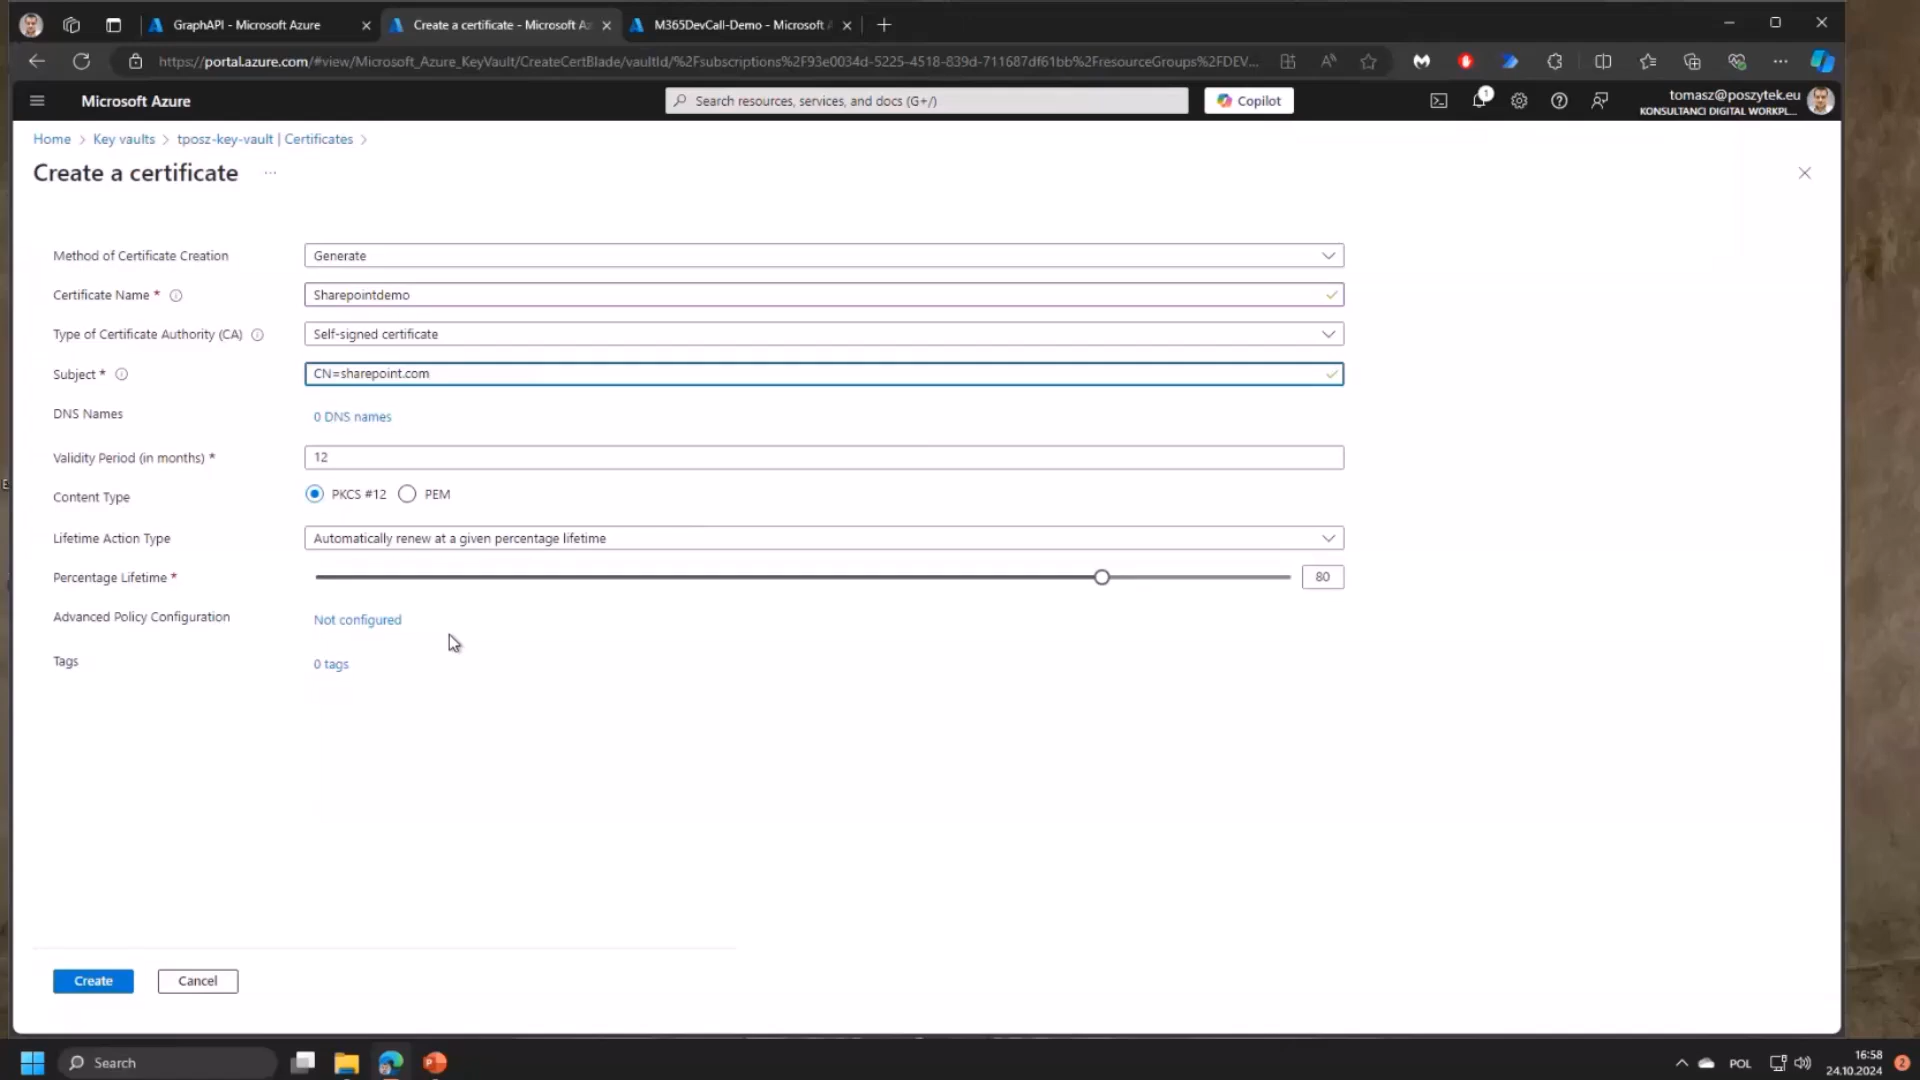 GraphAPI - Microsoft Azure
Create a certificate - Microsoft Az
M365DevCall-Demo - Microsoft A
https://portal.azure.com/#view/Microsoft_Azure_KeyVault/CreateCertBlade/vaultId/%2Fsubscriptions%2F93e0034d-5225-4518-839d-711687df61bb%2FresourceGroups%2FDEV...
Microsoft Azure
Search resources, services, and docs (G+/)
Copilot
1
tomasz@poszytek.eu
KONSULTANCI DIGITAL WORKPL...
Home > Key vaults > tposz-key-vault | Certificates >
Create a certificate ...
Method of Certificate Creation
Generate
Certificate Name *
Sharepointdemo
Type of Certificate Authority (CA)
Self-signed certificate
Subject *
CN=sharepoint.com
DNS Names
0 DNS names
Validity Period (in months) *
12
Content Type
PKCS #12
PEM
Lifetime Action Type
Automatically renew at a given percentage lifetime
Percentage Lifetime *
80
Advanced Policy Configuration
Not configured
Tags
0 tags
Create
Cancel
Search
POL
16:58
24.10.2024
2